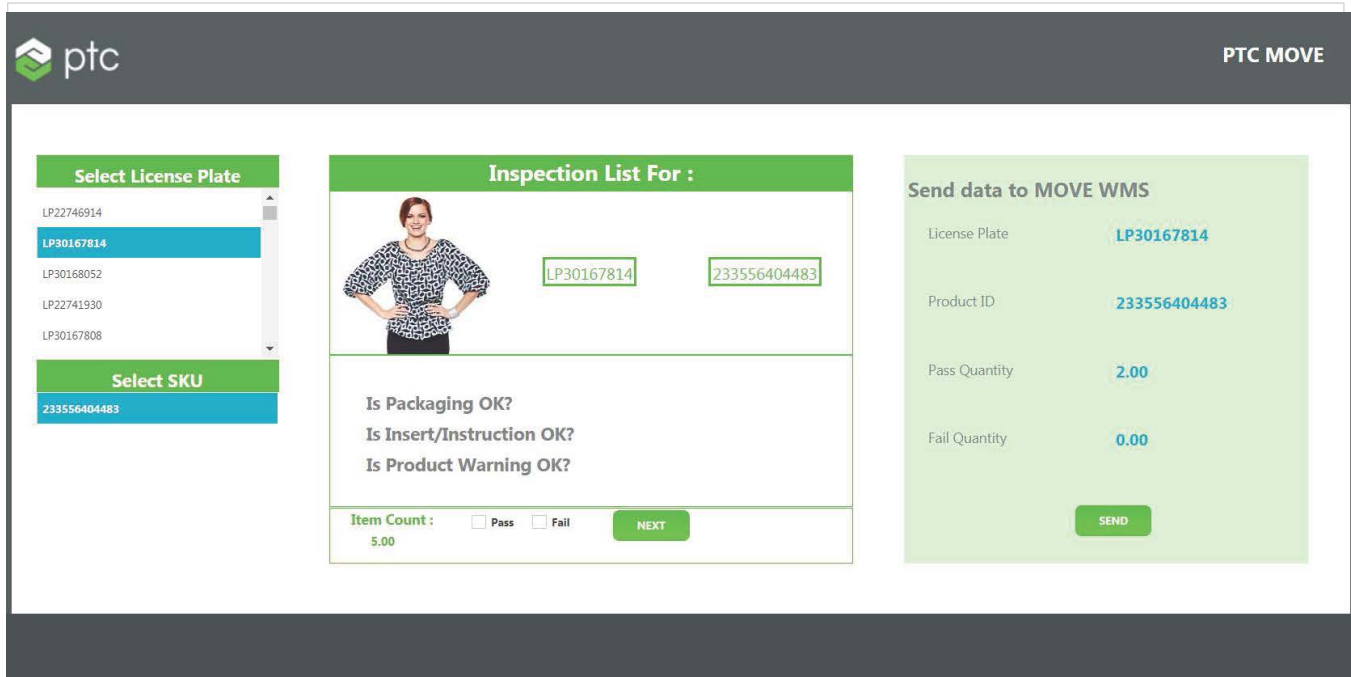 ptc
PTC MOVE
Select License Plate
LP22746914
LP30167814
LP30168052
LP22741930
LP30167808
Select SKU
233556404483
Inspection List For :
LP30167814 233556404483
Is Packaging OK?
Is Insert/Instruction OK?
Is Product Warning OK?
Item Count : Pass Fail NEXT
5.00
Send data to MOVE WMS
License Plate LP30167814
Product ID 233556404483
Pass Quantity 2.00
Fail Quantity 0.00
SEND